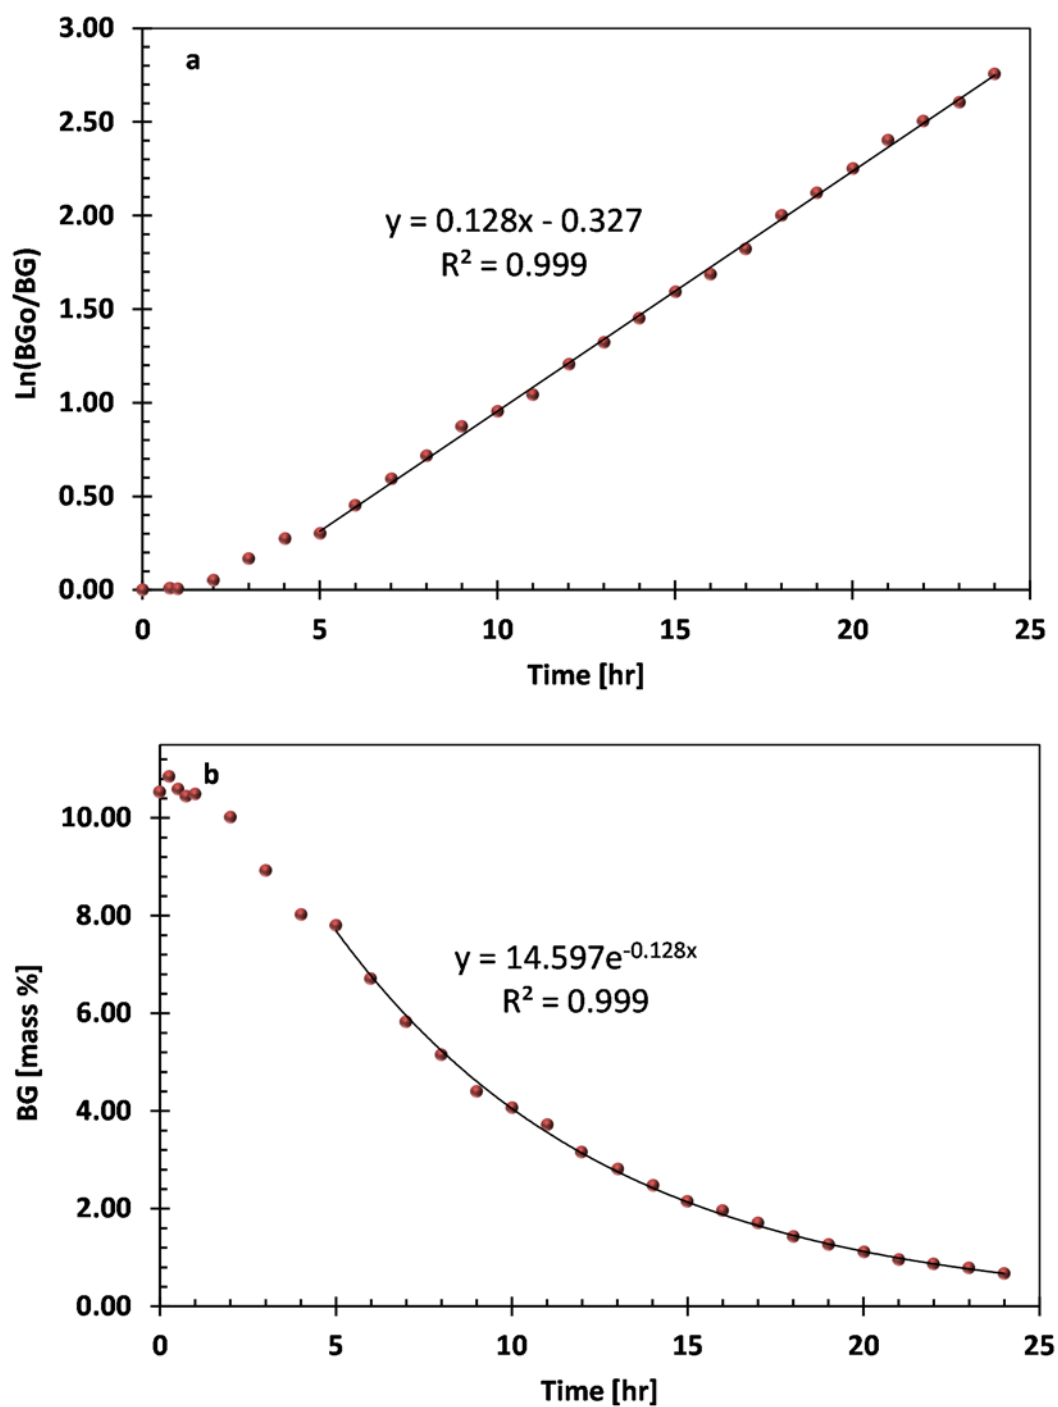 3.00
a
2.50
2.00
y = 0.128x - 0.327
R² = 0.999
1.50
1.00
0.50
0.00
Ln(BGo/BG)
0 5 10 15 20 25
Time [hr]
b
10.00
8.00
y = 14.597e^-0.128x
R² = 0.999
6.00
4.00
2.00
0.00
BG [mass %]
0 5 10 15 20 25
Time [hr]